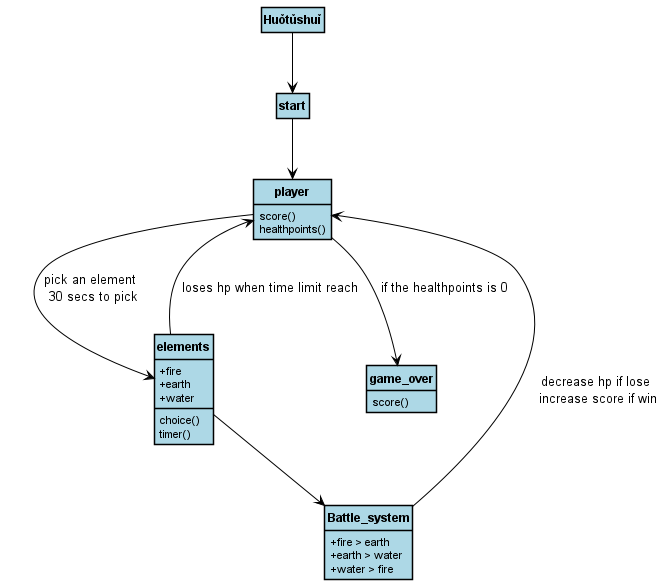 Huǒtǔshuǐ
start
player
score()
healthpoints()
pick an element
30 secs to pick
loses hp when time limit reach
if the healthpoints is 0
elements
+fire
+earth
+water
choice()
timer()
game_over
score()
decrease hp if lose
increase score if win
Battle_system
+fire > earth
+earth > water
+water > fire